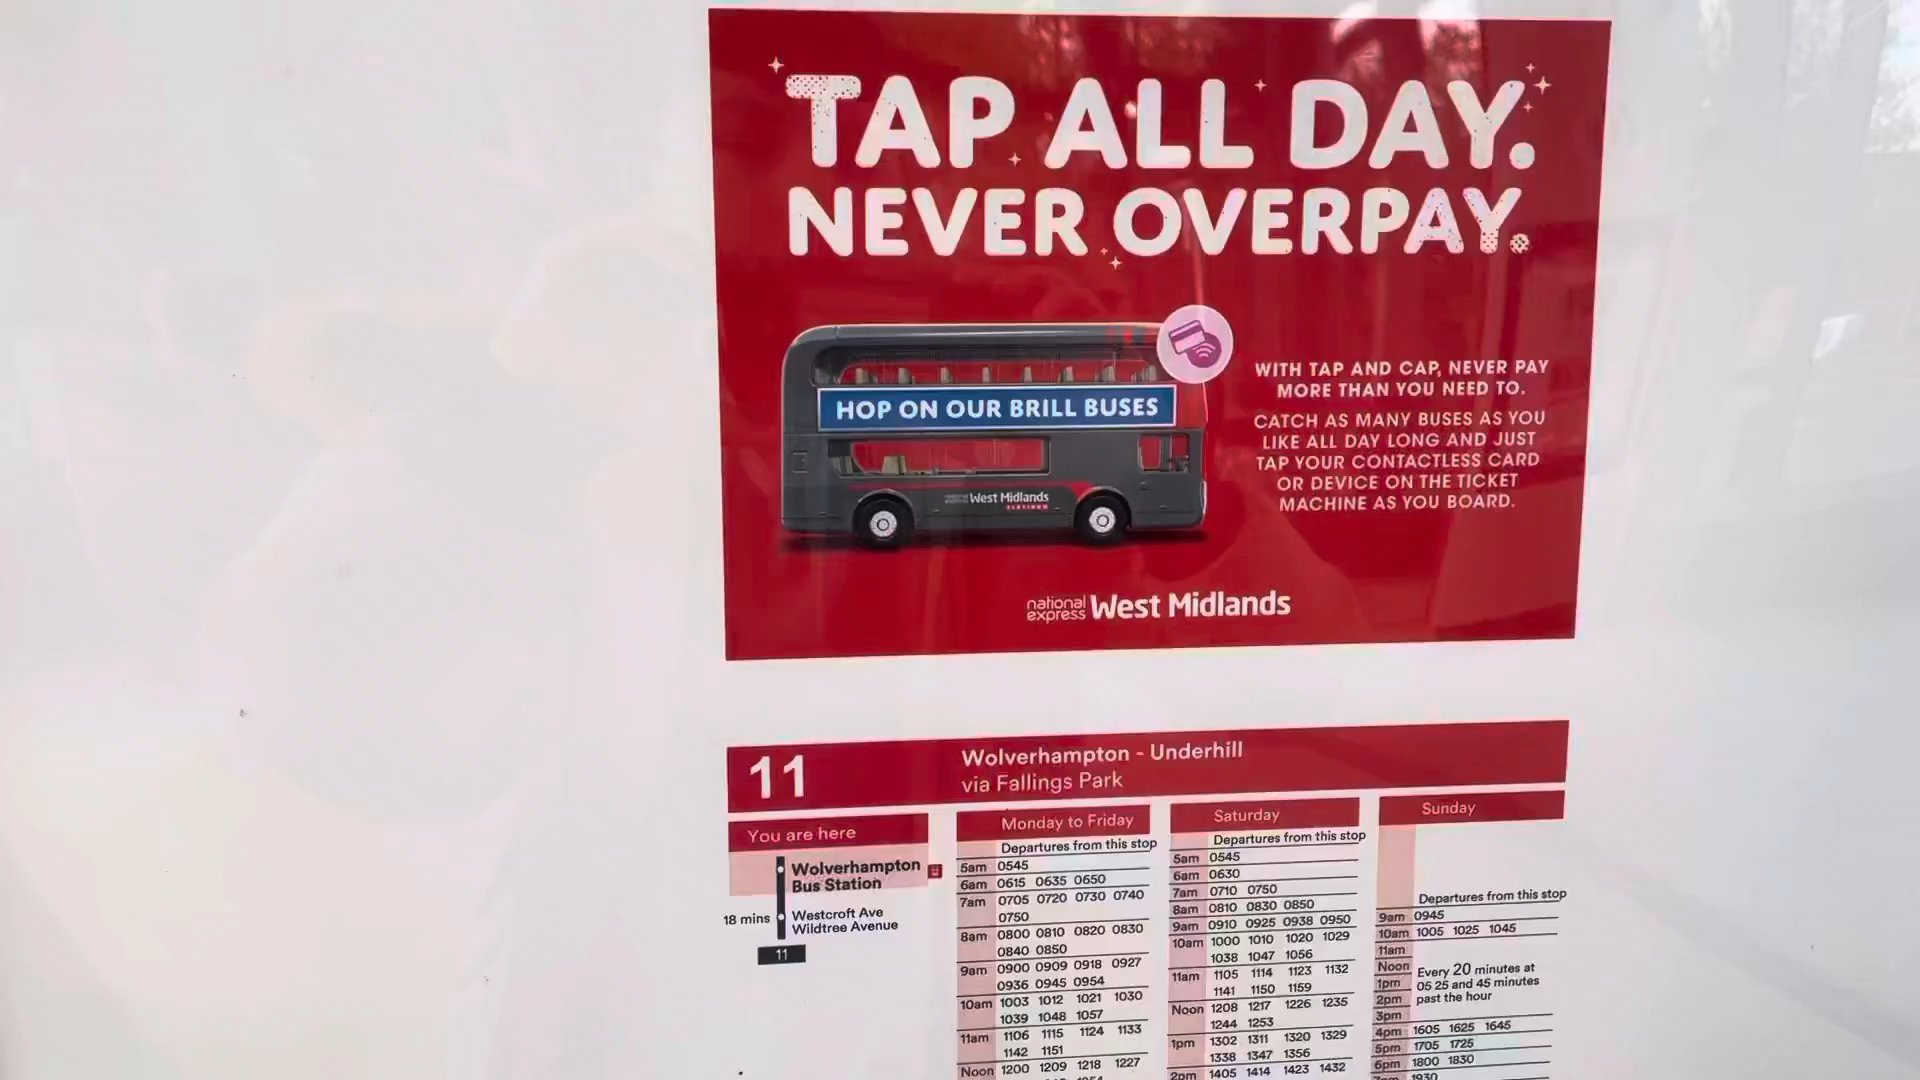 TAP ALL DAY.
NEVER OVERPAY.
HOP ON OUR BRILL BUSES
West Midlands
PLATINUM
WITH TAP AND CAP, NEVER PAY
MORE THAN YOU NEED TO.
CATCH AS MANY BUSES AS YOU
LIKE ALL DAY LONG AND JUST
TAP YOUR CONTACTLESS CARD
OR DEVICE ON THE TICKET
MACHINE AS YOU BOARD.
national express West Midlands
11
Wolverhampton - Underhill
via Fallings Park
You are here
Wolverhampton
Bus Station
18 mins
Westcroft Ave
Wildtree Avenue
11
Monday to Friday
Departures from this stop
5am 0545
6am 0615 0635 0650
7am 0705 0720 0730 0740
0750
8am 0800 0810 0820 0830
0840 0850
9am 0900 0909 0918 0927
0936 0945 0954
10am 1003 1012 1021 1030
1039 1048 1057
11am 1106 1115 1124 1133
1142 1151
Noon 1200 1209 1218 1227
Saturday
Departures from this stop
5am 0545
6am 0630
7am 0710 0750
8am 0810 0830 0850
9am 0910 0925 0938 0950
10am 1000 1010 1020 1029
1038 1047 1056
11am 1105 1114 1123 1132
1141 1150 1159
Noon 1208 1217 1226 1235
1244 1253
1pm 1302 1311 1320 1329
1338 1347 1356
2pm 1405 1414 1423 1432
Sunday
Departures from this stop
9am 0945
10am 1005 1025 1045
11am
Noon
1pm
2pm
3pm
Every 20 minutes at
05 25 and 45 minutes
past the hour
4pm 1605 1625 1645
5pm 1705 1725
6pm 1800 1830
1930